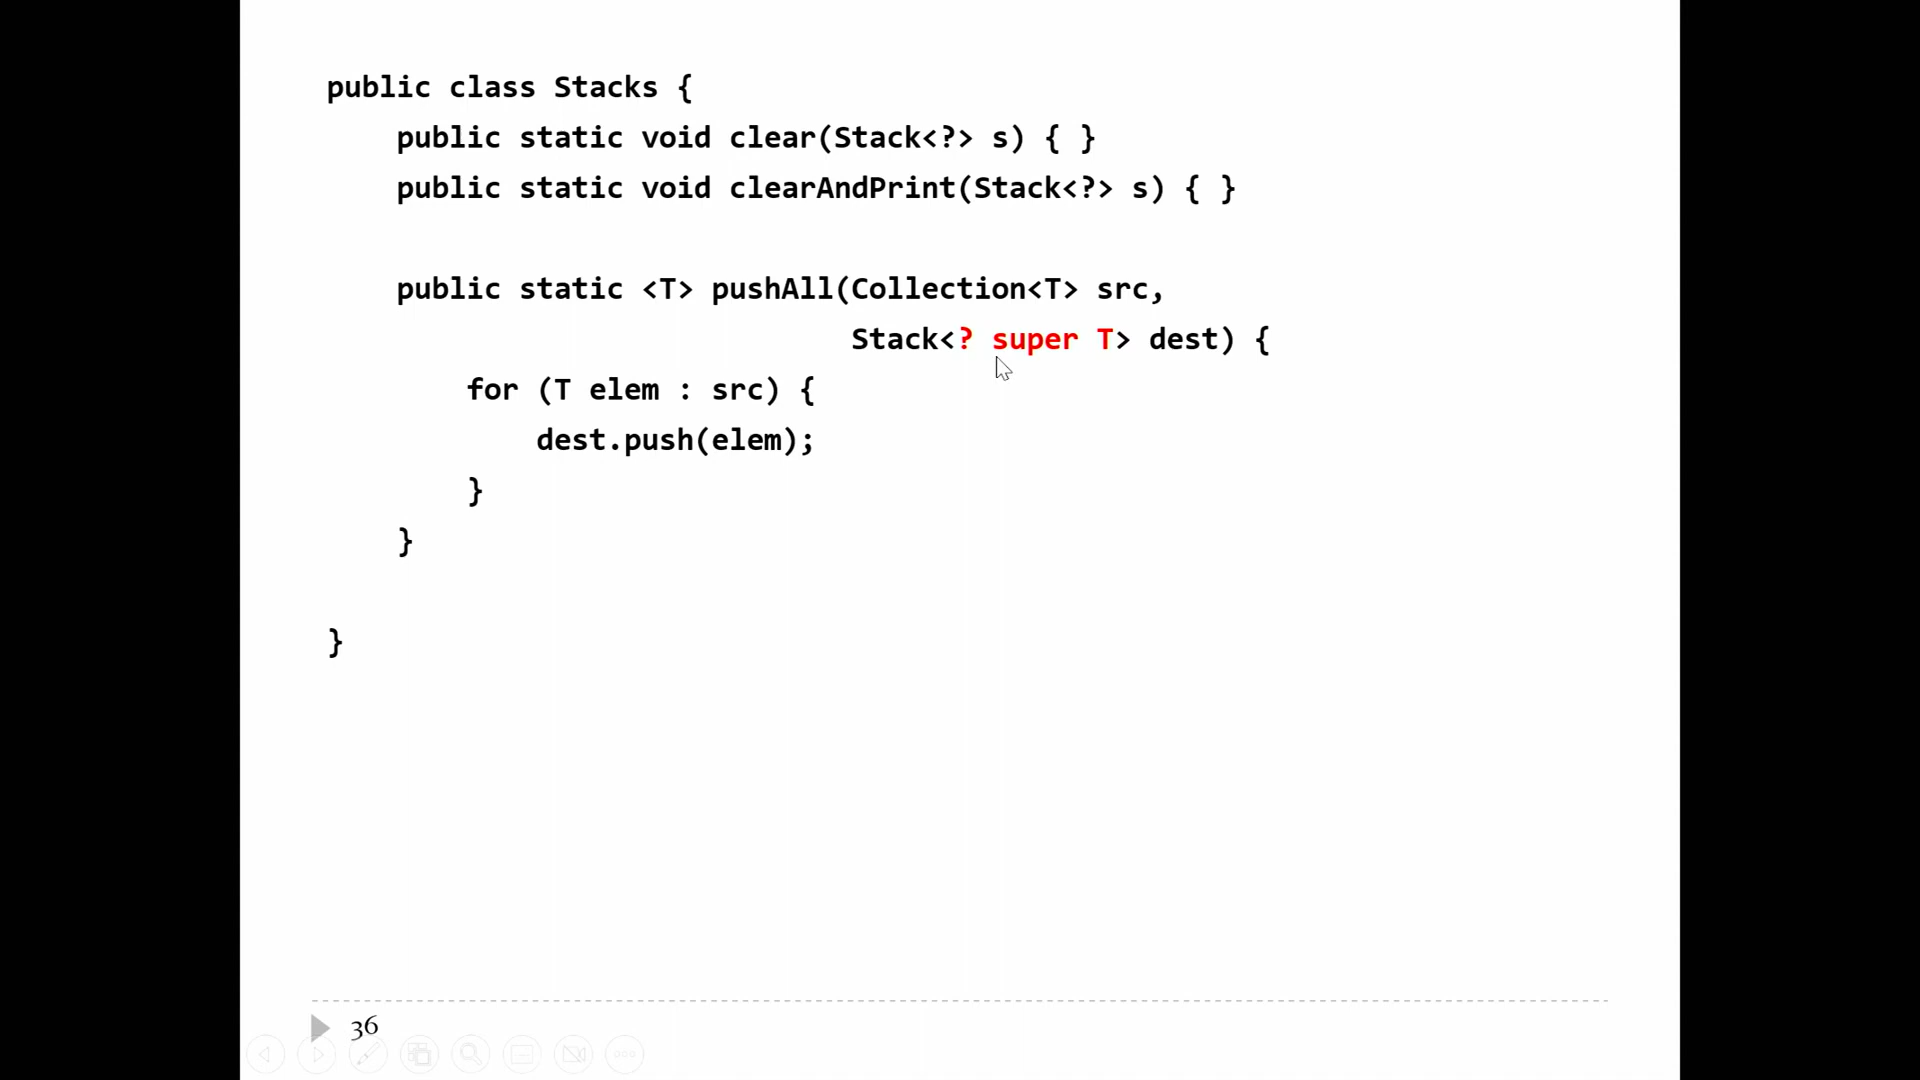 public class Stacks {
public static void clear(Stack<?> s) { }
public static void clearAndPrint(Stack<?> s) { }
public static <T> pushAll(Collection<T> src,
Stack<? super T> dest) {
for (T elem : src) {
dest.push(elem);
}
}
}
36